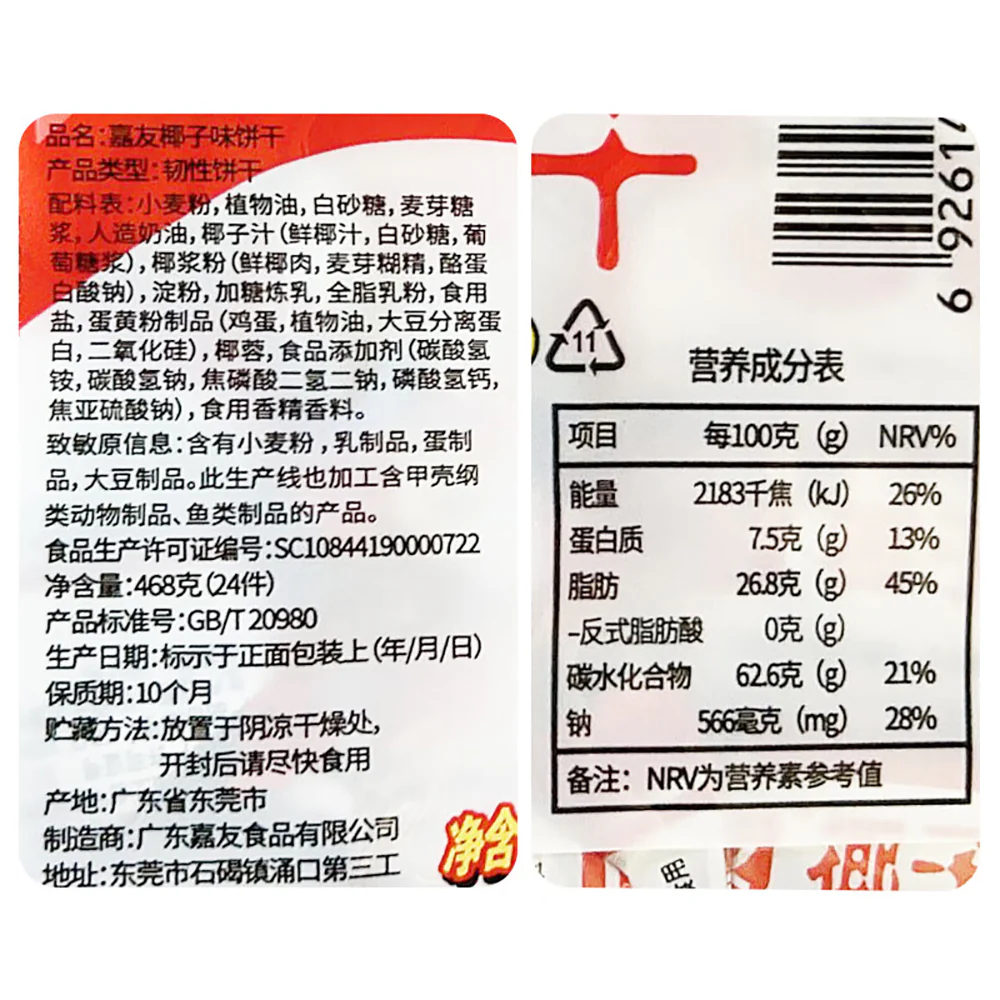 品名:嘉友椰子味饼干
产品类型:韧性饼干
配料表:小麦粉,植物油,白砂糖,麦芽糖
浆,人造奶油,椰子汁(鲜椰汁,白砂糖,葡
萄糖浆),椰浆粉(鲜椰肉,麦芽糊精,酪蛋
白酸钠),淀粉,加糖炼乳,全脂乳粉,食用
盐,蛋黄粉制品(鸡蛋,植物油,大豆分离蛋
白,二氧化硅),椰蓉,食品添加剂(碳酸氢
铵,碳酸氢钠,焦磷酸二氢二钠,磷酸氢钙,
焦亚硫酸钠),食用香精香料。
致敏原信息:含有小麦粉,乳制品,蛋制
品,大豆制品。此生产线也加工含甲壳纲
类动物制品、鱼类制品的产品。
食品生产许可证编号:SC10844190000722
净含量:468克(24件)
产品标准号:GB/T 20980
生产日期:标示于正面包装上(年/月/日)
保质期:10个月
贮藏方法:放置于阴凉干燥处,
开封后请尽快食用
产地:广东省东莞市
制造商:广东嘉友食品有限公司
地址:东莞市石碣镇涌口第三工
净含
692617
11
营养成分表
项目 每100克(g) NRV%
能量 2183千焦(kJ) 26%
蛋白质 7.5克(g) 13%
脂肪 26.8克(g) 45%
-反式脂肪酸 0克(g)
碳水化合物 62.6克(g) 21%
钠 566毫克(mg) 28%
备注:NRV为营养素参考值